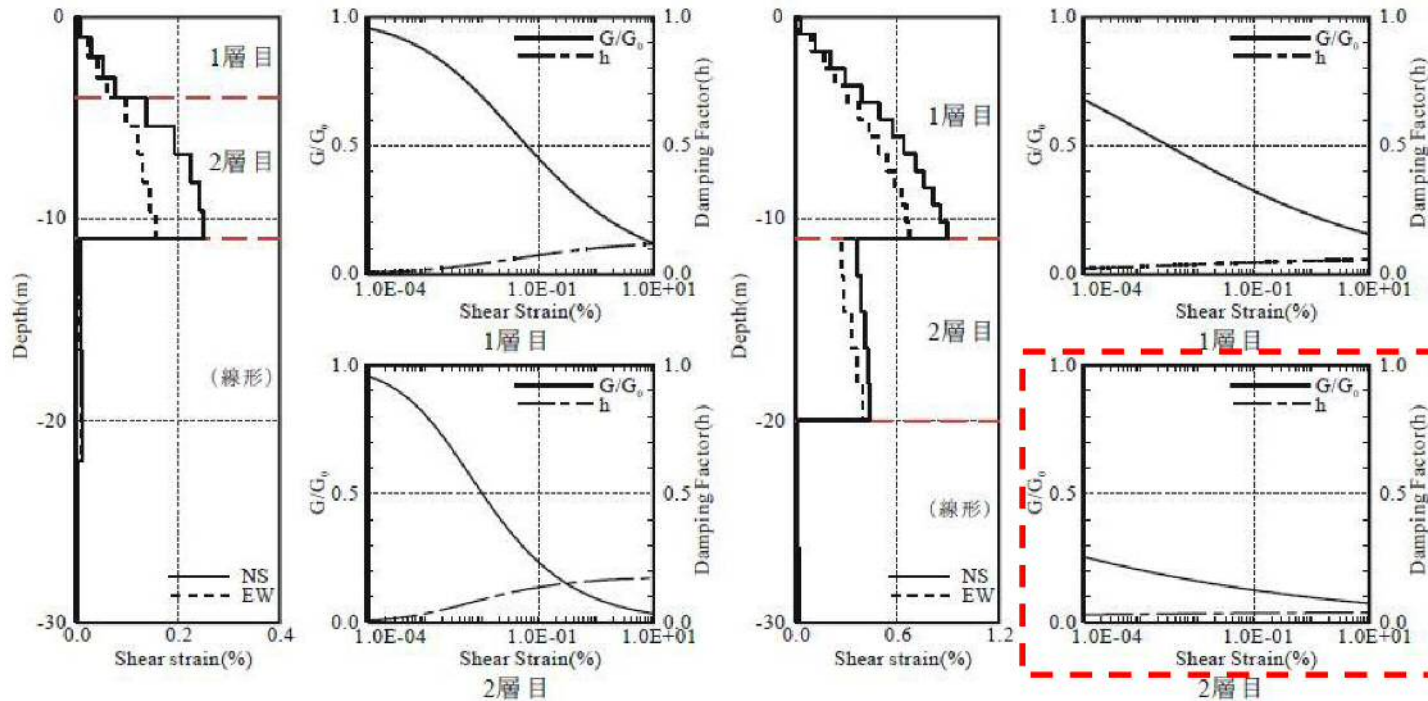 0
-10
-20
-30
Depth(m)
0.0
0.2
0.4
Shear strain(%)
1層目
2層目
(線形)
NS
EW
1.0
0.5
0.0
G/G₀
G/G₀
h
1.0
0.5
0.0
Damping Factor(h)
1.0E-04
1.0E-01
1.0E+01
Shear Strain(%)
1層目
1.0
0.5
0.0
G/G₀
G/G₀
h
1.0
0.5
0.0
Damping Factor(h)
1.0E-04
1.0E-01
1.0E+01
Shear Strain(%)
2層目
0
-10
-20
-30
Depth(m)
0.0
0.6
1.2
Shear strain(%)
1層目
2層目
(線形)
NS
EW
1.0
0.5
0.0
G/G₀
G/G₀
h
1.0
0.5
0.0
Damping Factor(h)
1.0E-04
1.0E-01
1.0E+01
Shear Strain(%)
1層目
1.0
0.5
0.0
G/G₀
G/G₀
h
1.0
0.5
0.0
Damping Factor(h)
1.0E-04
1.0E-01
1.0E+01
Shear Strain(%)
2層目